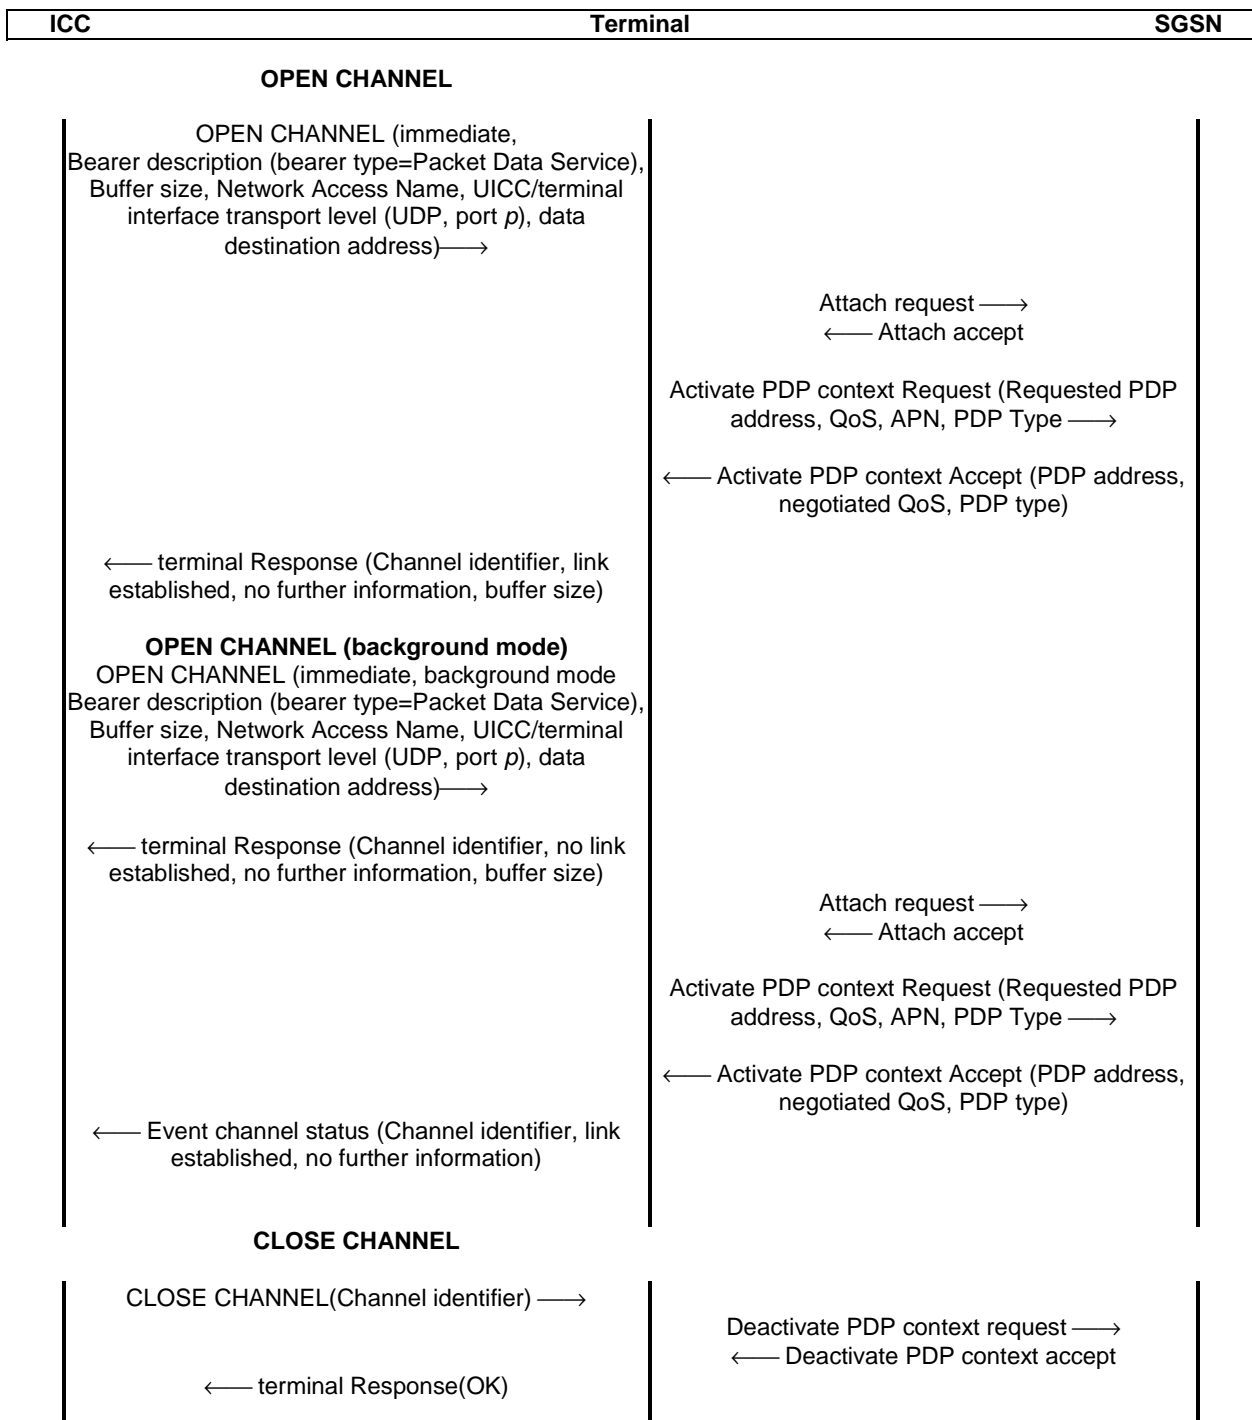 ICC Terminal SGSN
OPEN CHANNEL
OPEN CHANNEL (immediate,
Bearer description (bearer type=Packet Data Service),
Buffer size, Network Access Name, UICC/terminal
interface transport level (UDP, port p), data
destination address)⟶
Attach request ⟶
⟵ Attach accept
Activate PDP context Request (Requested PDP
address, QoS, APN, PDP Type ⟶
⟵ Activate PDP context Accept (PDP address,
negotiated QoS, PDP type)
⟵ terminal Response (Channel identifier, link
established, no further information, buffer size)
OPEN CHANNEL (background mode)
OPEN CHANNEL (immediate, background mode
Bearer description (bearer type=Packet Data Service),
Buffer size, Network Access Name, UICC/terminal
interface transport level (UDP, port p), data
destination address)⟶
⟵ terminal Response (Channel identifier, no link
established, no further information, buffer size)
Attach request ⟶
⟵ Attach accept
Activate PDP context Request (Requested PDP
address, QoS, APN, PDP Type ⟶
⟵ Activate PDP context Accept (PDP address,
negotiated QoS, PDP type)
⟵ Event channel status (Channel identifier, link
established, no further information)
CLOSE CHANNEL
CLOSE CHANNEL(Channel identifier) ⟶
Deactivate PDP context request ⟶
⟵ Deactivate PDP context accept
⟵ terminal Response(OK)